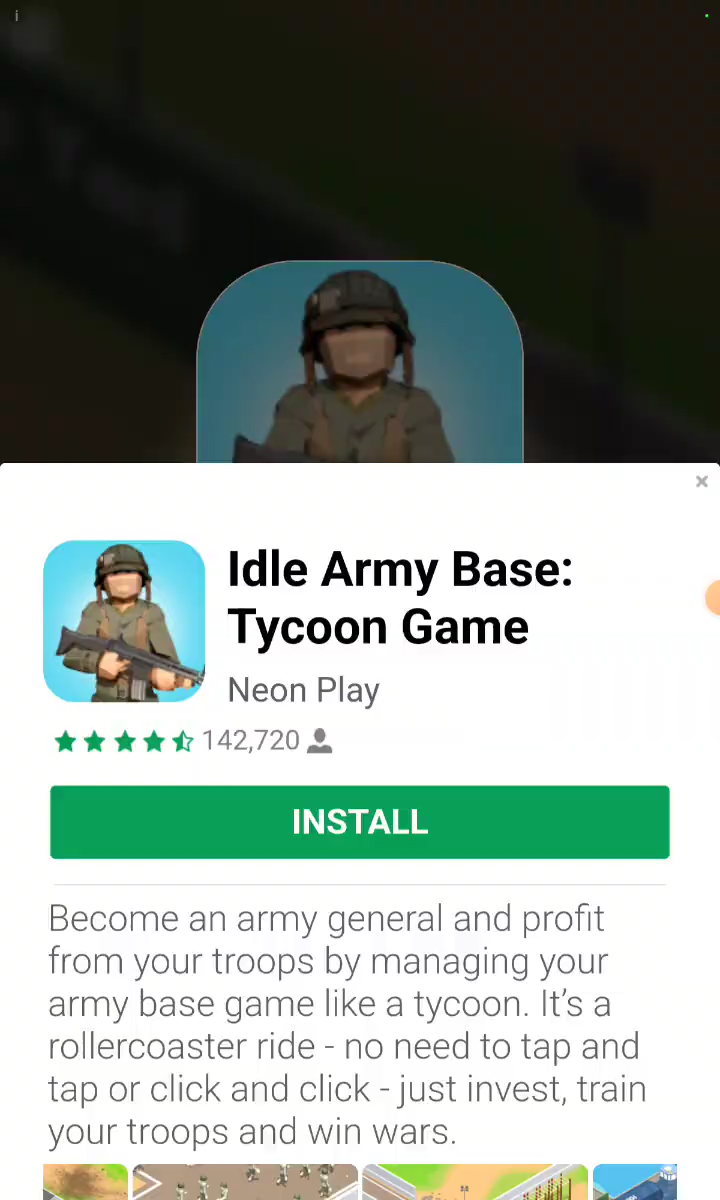 i
Idle Army Base:
Tycoon Game
Neon Play
142,720
INSTALL
Become an army general and profit
from your troops by managing your
army base game like a tycoon. It’s a
rollercoaster ride - no need to tap and
tap or click and click - just invest, train
your troops and win wars.